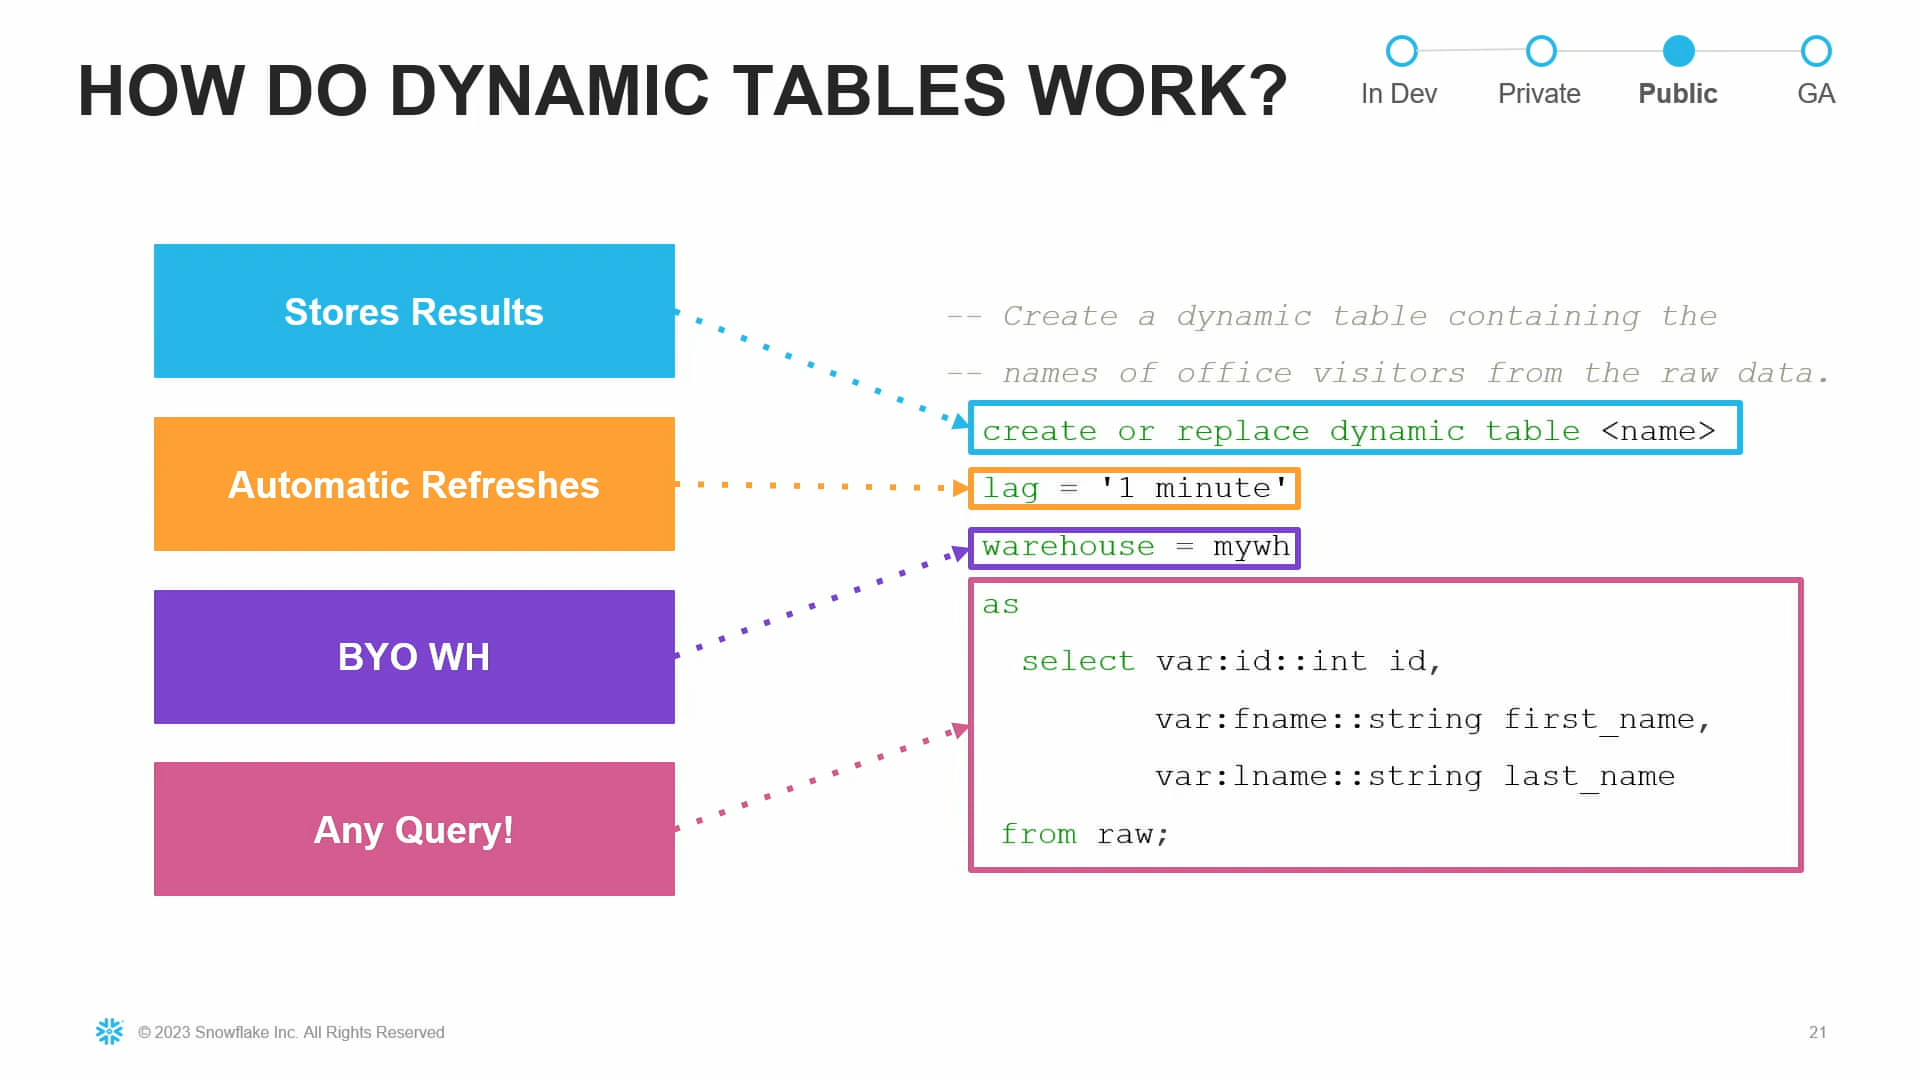 HOW DO DYNAMIC TABLES WORK?
In Dev
Private
Public
GA
Stores Results
Automatic Refreshes
BYO WH
Any Query!
-- Create a dynamic table containing the
-- names of office visitors from the raw data.
create or replace dynamic table <name>
lag = '1 minute'
warehouse = mywh
as
select var:id::int id,
var:fname::string first_name,
var:lname::string last_name
from raw;
© 2023 Snowflake Inc. All Rights Reserved
21